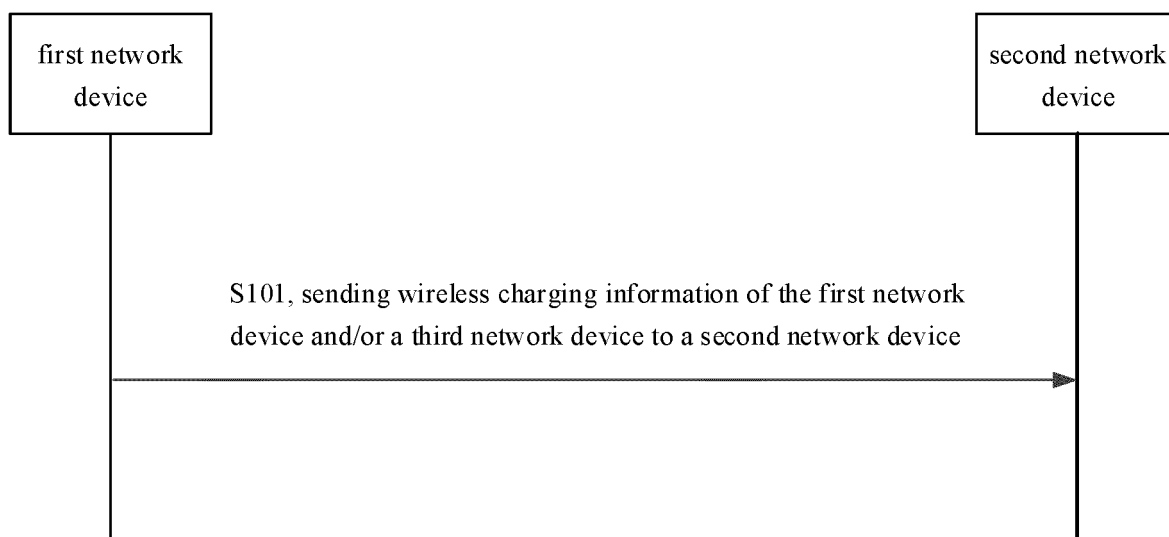 first network
device
second network
device
S101, sending wireless charging information of the first network
device and/or a third network device to a second network device